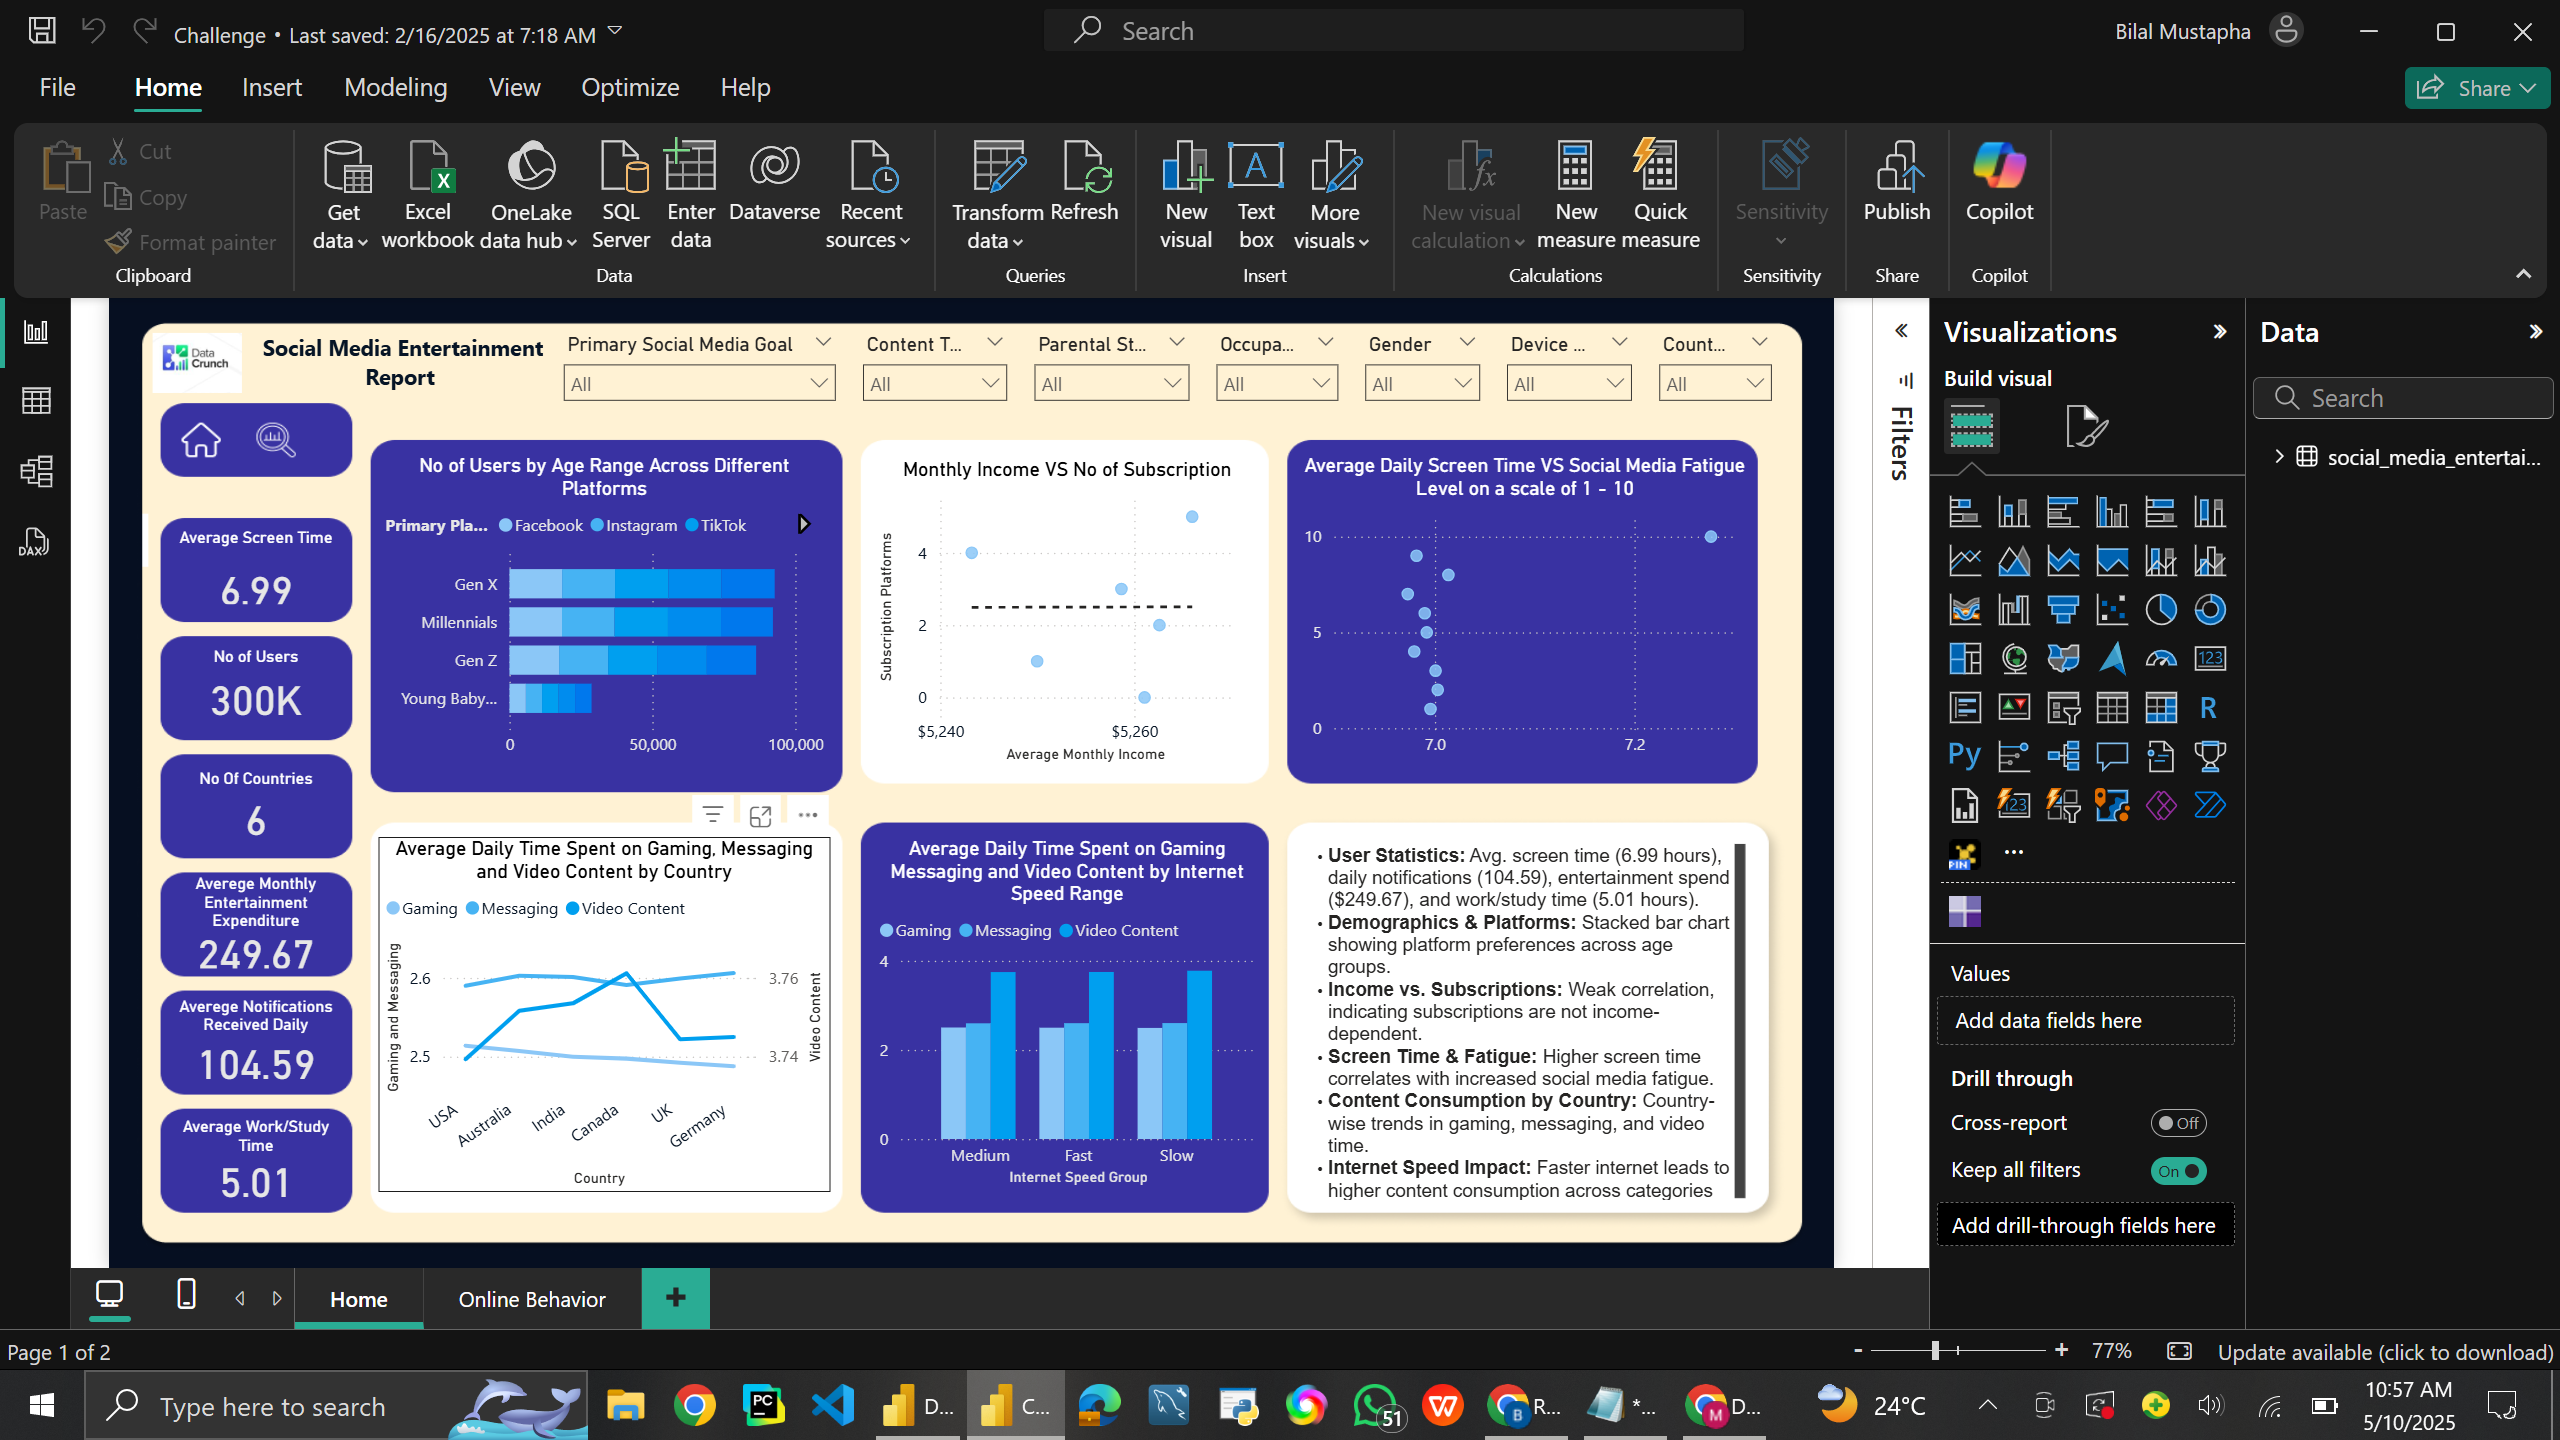 Challenge • Last saved: 2/16/2025 at 7:18 AM
Search
Bilal Mustapha
File
Home
Insert
Modeling
View
Optimize
Help
Share
Paste
Cut
Copy
Format painter
Clipboard
Get data
Excel workbook
OneLake data hub
SQL Server
Enter data
Dataverse
Recent sources
Data
Transform data
Refresh
Queries
New visual
Text box
More visuals
Insert
New visual calculation
New measure
Quick measure
Calculations
Sensitivity
Sensitivity
Publish
Share
Copilot
Copilot
Data Crunch
Social Media Entertainment
Report
Primary Social Media Goal
All
Content T...
All
Parental St...
All
Occupa...
All
Gender
All
Device ...
All
Count...
All
Average Screen Time
6.99
No of Users
300K
No Of Countries
6
Averege Monthly
Entertainment
Expenditure
249.67
Averege Notifications
Received Daily
104.59
Average Work/Study
Time
5.01
No of Users by Age Range Across Different
Platforms
Primary Pla... Facebook Instagram TikTok
Gen X
Millennials
Gen Z
Young Baby...
0 50,000 100,000
Monthly Income VS No of Subscription
Subscription Platforms
4
2
0
$5,240 $5,260
Average Monthly Income
Average Daily Screen Time VS Social Media Fatigue
Level on a scale of 1 - 10
10
5
0
7.0 7.2
Average Daily Time Spent on Gaming, Messaging
and Video Content by Country
Gaming Messaging Video Content
Gaming and Messaging
2.6
2.5
3.76
3.74
Video Content
USA Australia India Canada UK Germany
Country
Average Daily Time Spent on Gaming
Messaging and Video Content by Internet
Speed Range
Gaming Messaging Video Content
4
2
0
Medium Fast Slow
Internet Speed Group
• User Statistics: Avg. screen time (6.99 hours),
daily notifications (104.59), entertainment spend
($249.67), and work/study time (5.01 hours).
• Demographics & Platforms: Stacked bar chart
showing platform preferences across age
groups.
• Income vs. Subscriptions: Weak correlation,
indicating subscriptions are not income-
dependent.
• Screen Time & Fatigue: Higher screen time
correlates with increased social media fatigue.
• Content Consumption by Country: Country-
wise trends in gaming, messaging, and video
time.
• Internet Speed Impact: Faster internet leads to
higher content consumption across categories
Filters
Visualizations
Build visual
R
Py
123
123
PIN
...
Values
Add data fields here
Drill through
Cross-report
Off
Keep all filters
On
Add drill-through fields here
Data
Search
social_media_entertai...
DAX
Home
Online Behavior
+
Page 1 of 2
- + 77%
Update available (click to download)
Type here to search
PC
D...
C...
51
W
B
R...
*...
M
D...
24°C
10:57 AM
5/10/2025